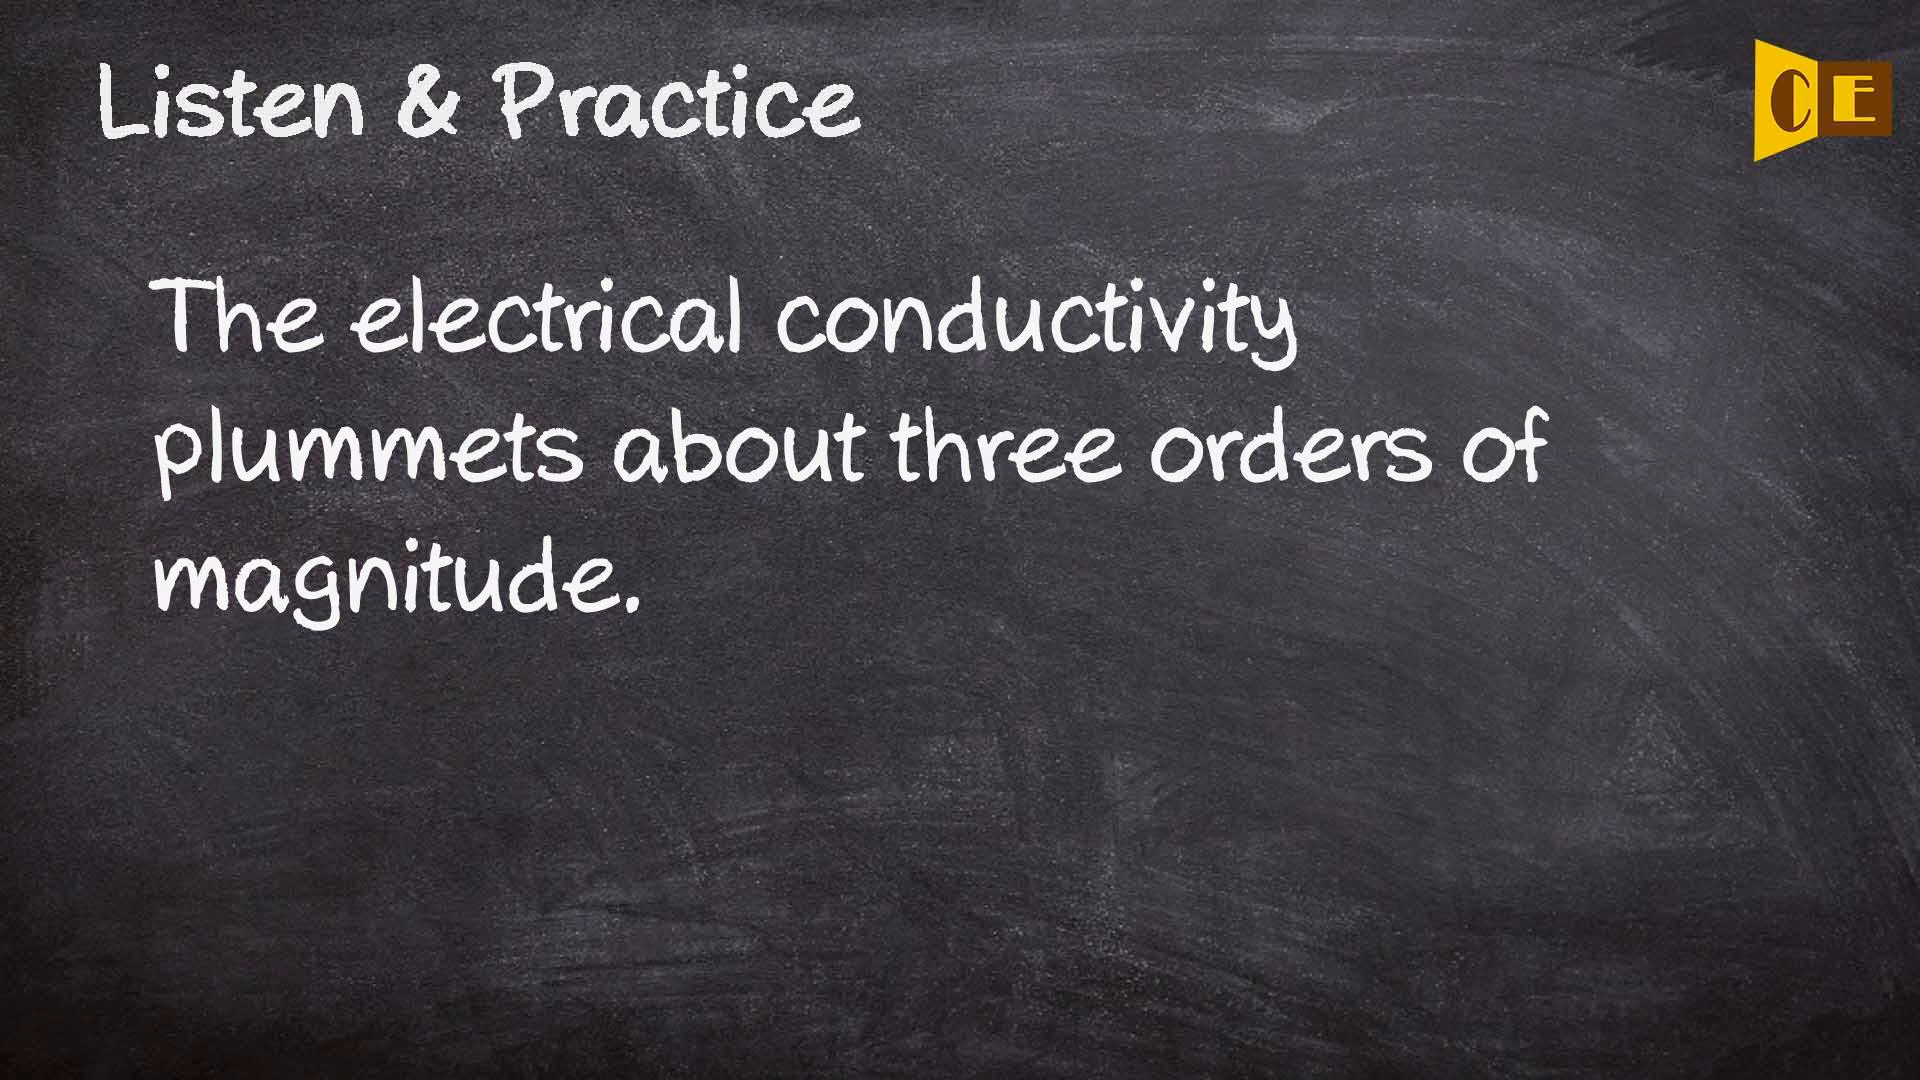 Listen & Practice
CE
The electrical conductivity
plummets about three orders of
magnitude.